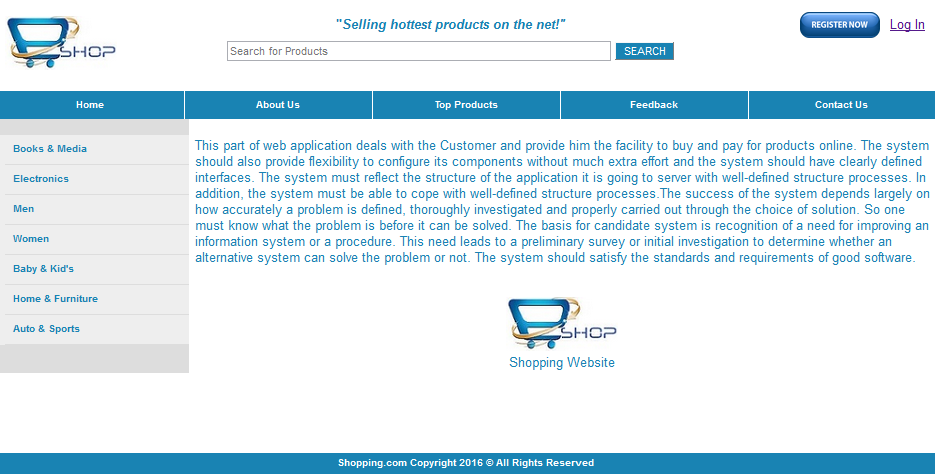 "Selling hottest products on the net!"
REGISTER NOW
Log In
SHOP
Search for Products
SEARCH
Home
About Us
Top Products
Feedback
Contact Us
Books & Media
Electronics
Men
Women
Baby & Kid's
Home & Furniture
Auto & Sports
This part of web application deals with the Customer and provide him the facility to buy and pay for products online. The system
should also provide flexibility to configure its components without much extra effort and the system should have clearly defined
interfaces. The system must reflect the structure of the application it is going to server with well-defined structure processes. In
addition, the system must be able to cope with well-defined structure processes.The success of the system depends largely on
how accurately a problem is defined, thoroughly investigated and properly carried out through the choice of solution. So one
must know what the problem is before it can be solved. The basis for candidate system is recognition of a need for improving an
information system or a procedure. This need leads to a preliminary survey or initial investigation to determine whether an
alternative system can solve the problem or not. The system should satisfy the standards and requirements of good software.
SHOP
Shopping Website
Shopping.com Copyright 2016 © All Rights Reserved